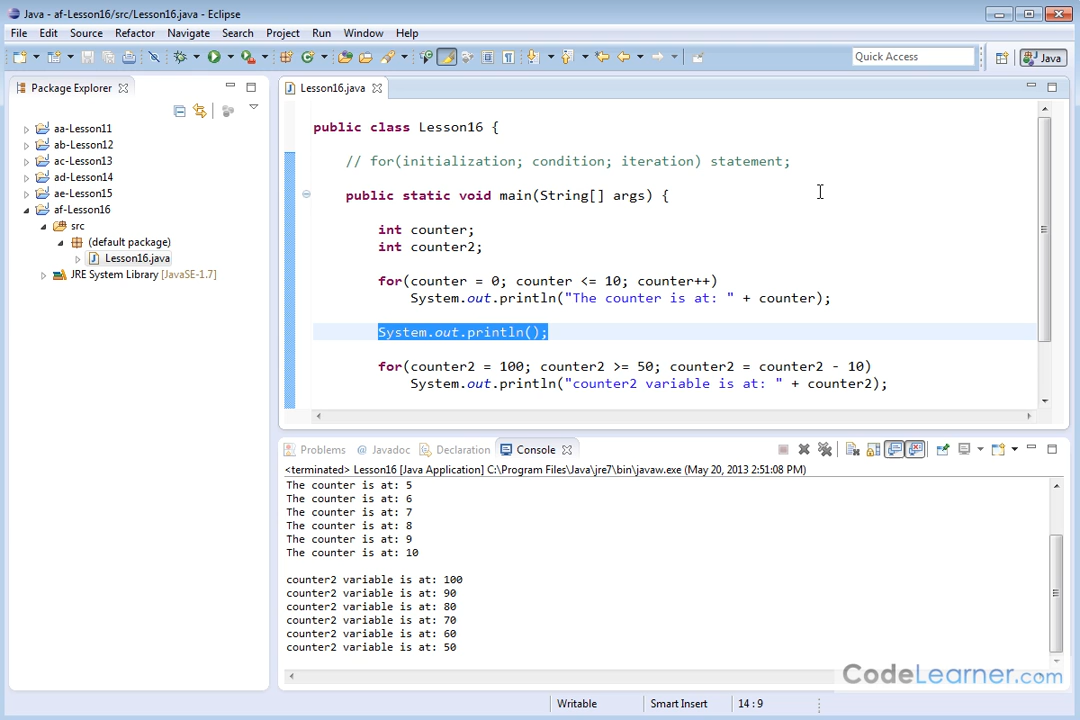 Java - af-Lesson16/src/Lesson16.java - Eclipse
File Edit Source Refactor Navigate Search Project Run Window Help
Quick Access
Java
Package Explorer
Lesson16.java
aa-Lesson11
ab-Lesson12
ac-Lesson13
ad-Lesson14
ae-Lesson15
af-Lesson16
src
(default package)
Lesson16.java
JRE System Library [JavaSE-1.7]
public class Lesson16 {
// for(initialization; condition; iteration) statement;
public static void main(String[] args) {
int counter;
int counter2;
for(counter = 0; counter <= 10; counter++)
System.out.println("The counter is at: " + counter);
System.out.println();
for(counter2 = 100; counter2 >= 50; counter2 = counter2 - 10)
System.out.println("counter2 variable is at: " + counter2);
Problems Javadoc Declaration Console
<terminated> Lesson16 [Java Application] C:\Program Files\Java\jre7\bin\javaw.exe (May 20, 2013 2:51:08 PM)
The counter is at: 5
The counter is at: 6
The counter is at: 7
The counter is at: 8
The counter is at: 9
The counter is at: 10
counter2 variable is at: 100
counter2 variable is at: 90
counter2 variable is at: 80
counter2 variable is at: 70
counter2 variable is at: 60
counter2 variable is at: 50
CodeLearner.com
Writable Smart Insert 14 : 9